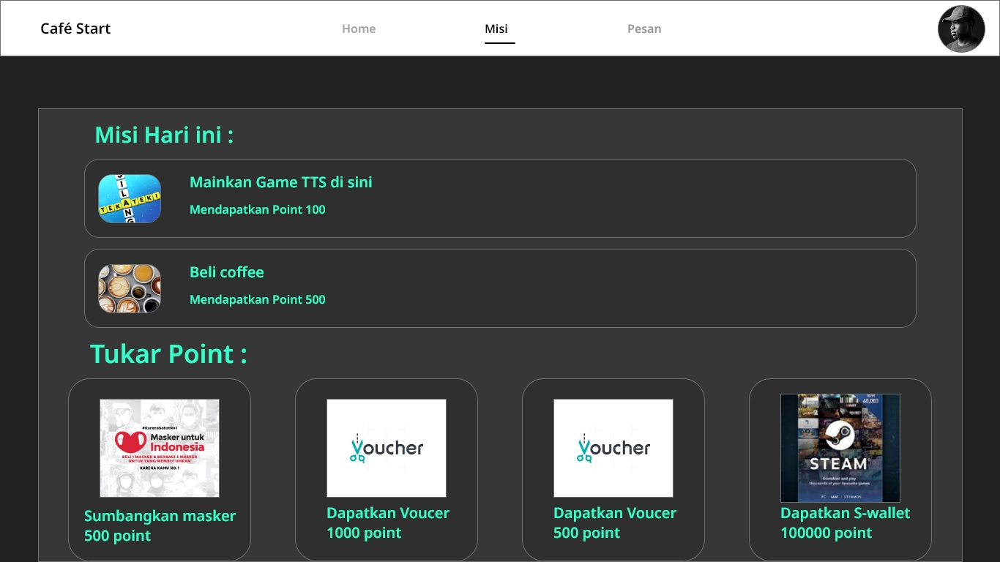 Café Start
Home
Misi
Pesan
Misi Hari ini :
SILANG
TEKATEKI
Mainkan Game TTS di sini
Mendapatkan Point 100
Beli coffee
Mendapatkan Point 500
Tukar Point :
#KarenaSehatNo1
Masker untuk
Indonesia
BELI 1 MASKER & BERBAGI 3 MASKER
UNTUK YANG MEMBUTUHKAN
KARENA KAMU NO.1
Sumbangkan masker
500 point
Voucher
Dapatkan Voucer
1000 point
Voucher
Dapatkan Voucer
500 point
60,000
STEAM
Download and play
thousands of your favourite games
PC | MAC | STEAMOS
Dapatkan S-wallet
100000 point